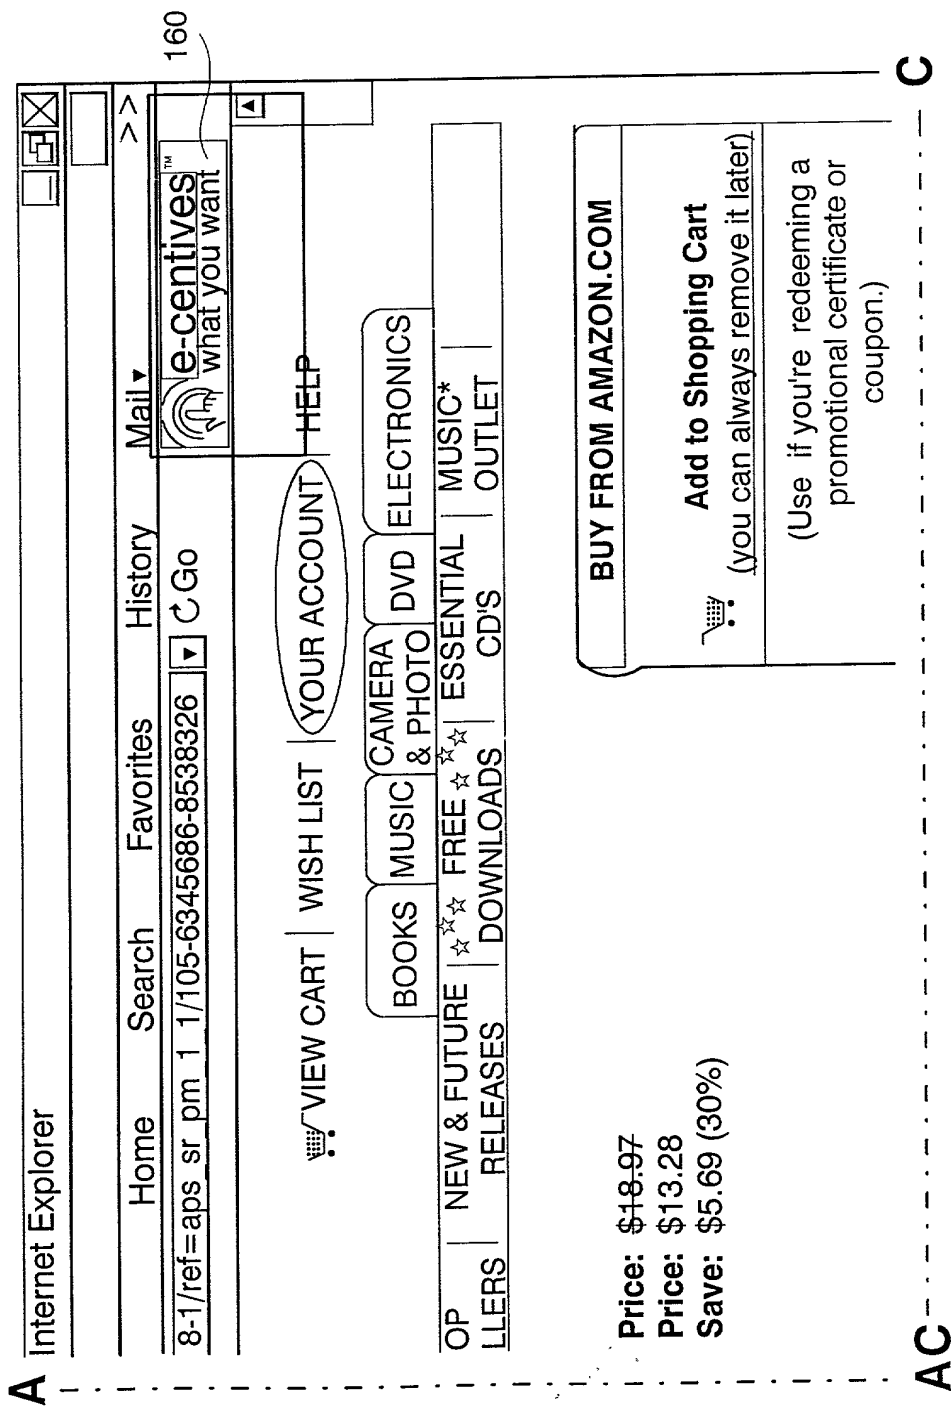 A
Internet Explorer
160
Home Search Favorites History Mail ▾ >>
8-1/ref=aps sr pm 1 1/105-6345686-8538326 Go
e-centives™
what you want
VIEW CART | WISH LIST | YOUR ACCOUNT | HELP
BOOKS MUSIC CAMERA & PHOTO DVD ELECTRONICS
OP | NEW & FUTURE | ☆☆☆ FREE ☆☆☆ | ESSENTIAL | MUSIC* |
LLERS | RELEASES | DOWNLOADS | CD'S | OUTLET
Price: $18.97
Price: $13.28
Save: $5.69 (30%)
BUY FROM AMAZON.COM
Add to Shopping Cart
(you can always remove it later)
(Use if you're redeeming a
promotional certificate or
coupon.)
AC
C